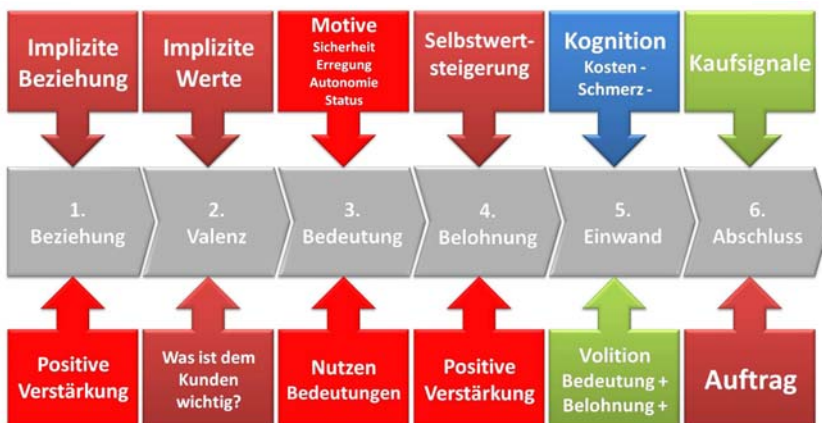 Implizite
Beziehung
Implizite
Werte
Motive
Sicherheit
Erregung
Autonomie
Status
Selbstwert-
steigerung
Kognition
Kosten -
Schmerz -
Kaufsignale
1.
Beziehung
2.
Valenz
3.
Bedeutung
4.
Belohnung
5.
Einwand
6.
Abschluss
Positive
Verstärkung
Was ist dem
Kunden
wichtig?
Nutzen
Bedeutungen
Positive
Verstärkung
Volition
Bedeutung +
Belohnung +
Auftrag